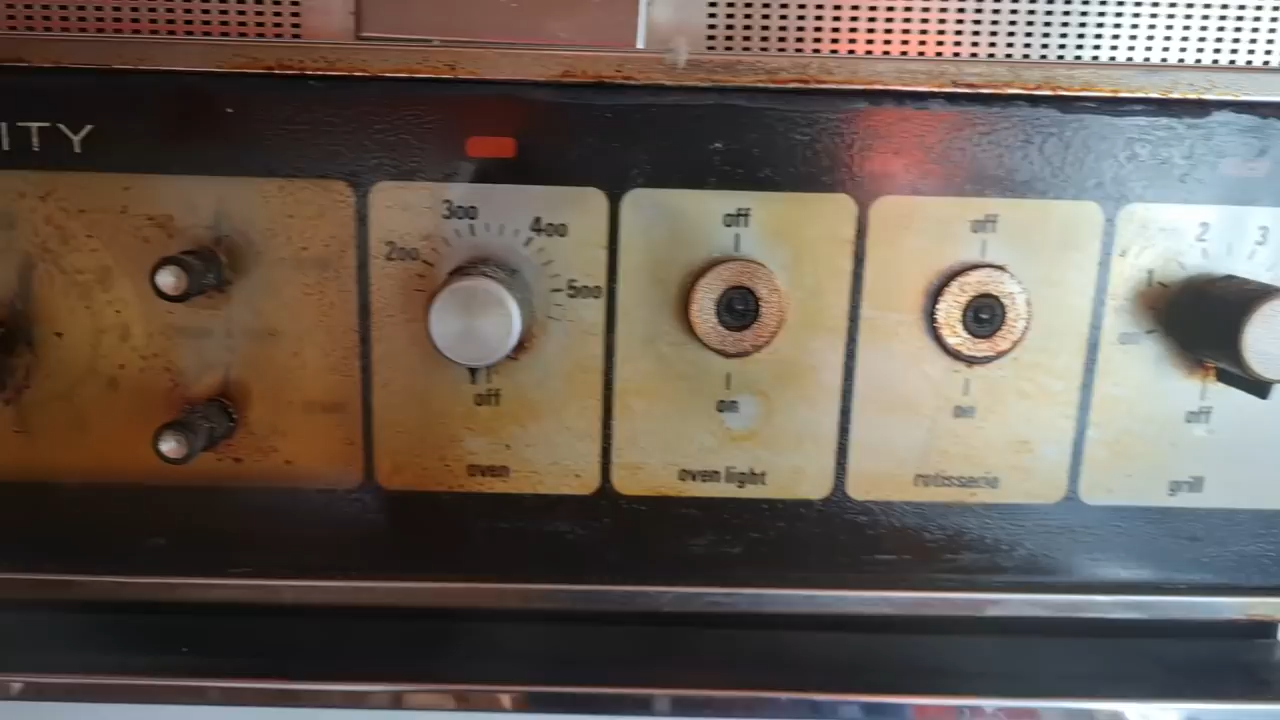 ITY
300
400
200
500
off
oven
off
on
oven light
off
on
rotisserie
2 3
1
on
off
grill